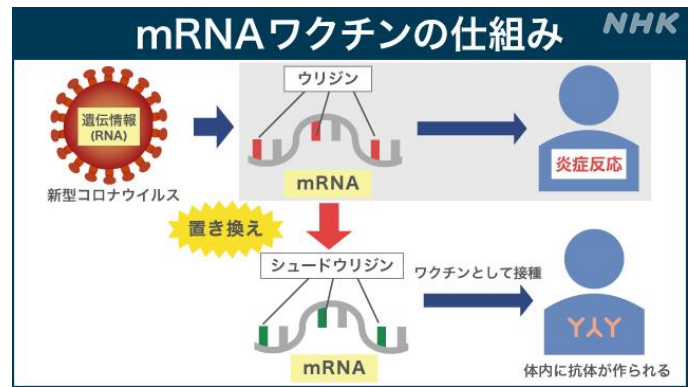 mRNAワクチンの仕組み
NHK
ウリジン
遺伝情報
(RNA)
炎症反応
mRNA
新型コロナウイルス
置き換え
シュードウリジン
ワクチンとして接種
YYY
mRNA
体内に抗体が作られる